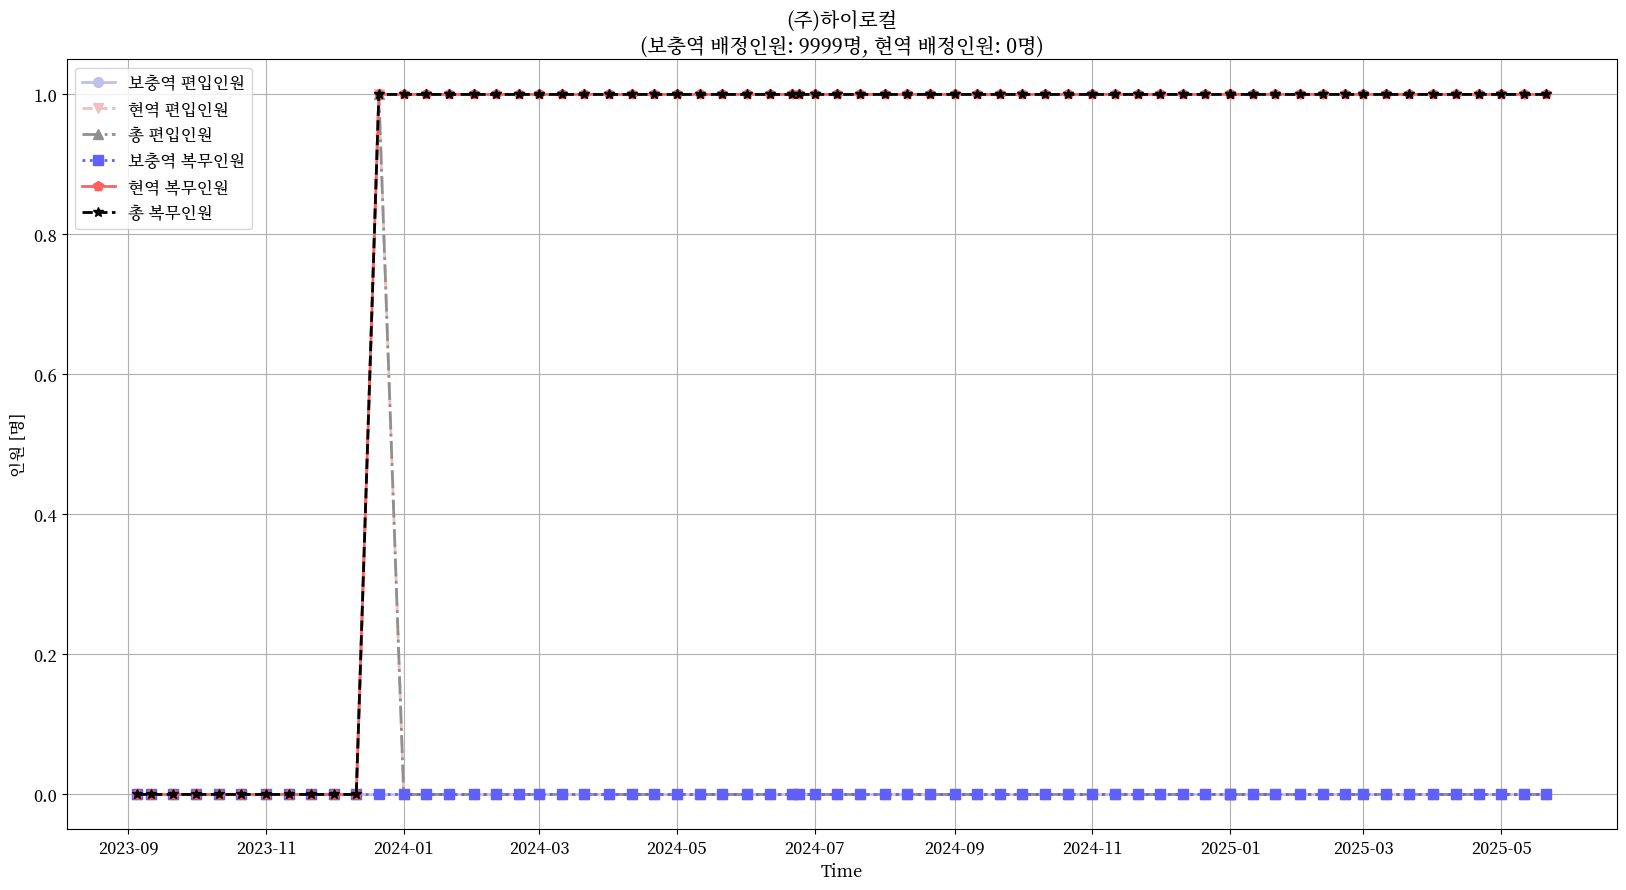 (주)하이로컬
(보충역 배정인원: 9999명, 현역 배정인원: 0명)
보충역 편입인원
현역 편입인원
총 편입인원
보충역 복무인원
현역 복무인원
총 복무인원
1.0
0.8
0.6
0.4
0.2
0.0
인원 [명]
2023-09
2023-11
2024-01
2024-03
2024-05
2024-07
2024-09
2024-11
2025-01
2025-03
2025-05
Time